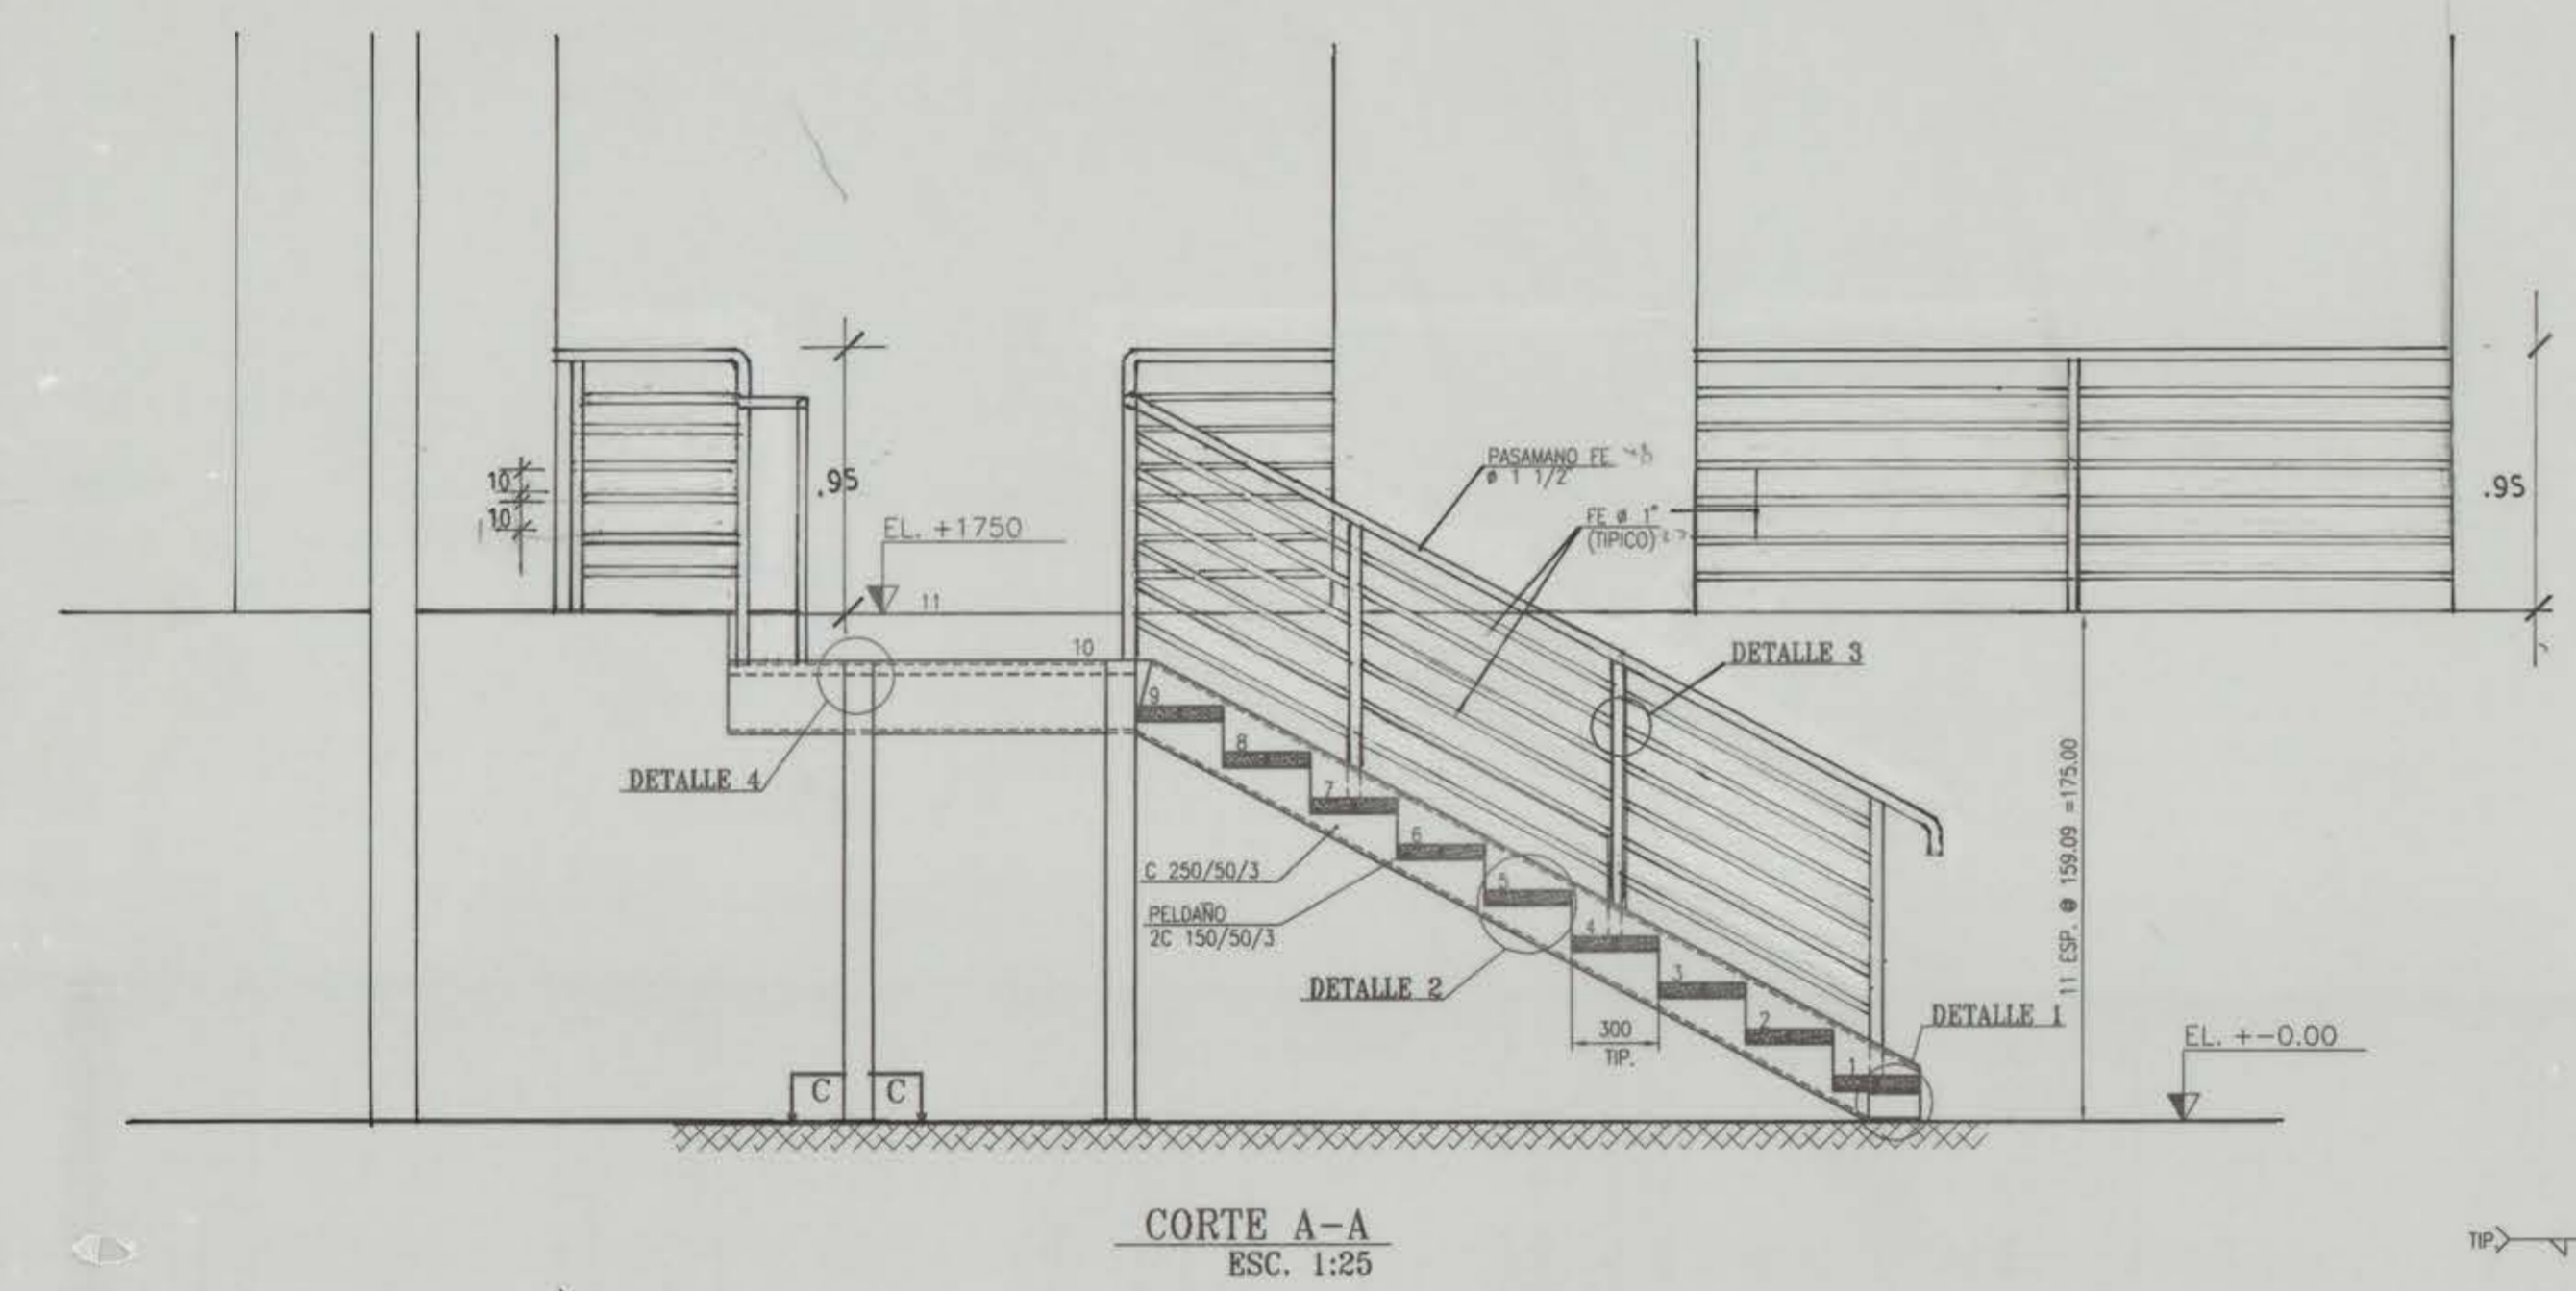 PASAMANO FE.
ø 1 1/2"
10
10
.95
EL. +1750
FE ø 1"
(TIPICO)
.95
11
10
DETALLE 3
9
8
DETALLE 4
7
6
C 250/50/3
5
PELDAÑO
2C 150/50/3
4
DETALLE 2
3
300
TIP.
2
1
DETALLE 1
11 ESP. @ 159.09 =175.00
EL. +-0.00
C C
CORTE A-A
ESC. 1:25
TIP.